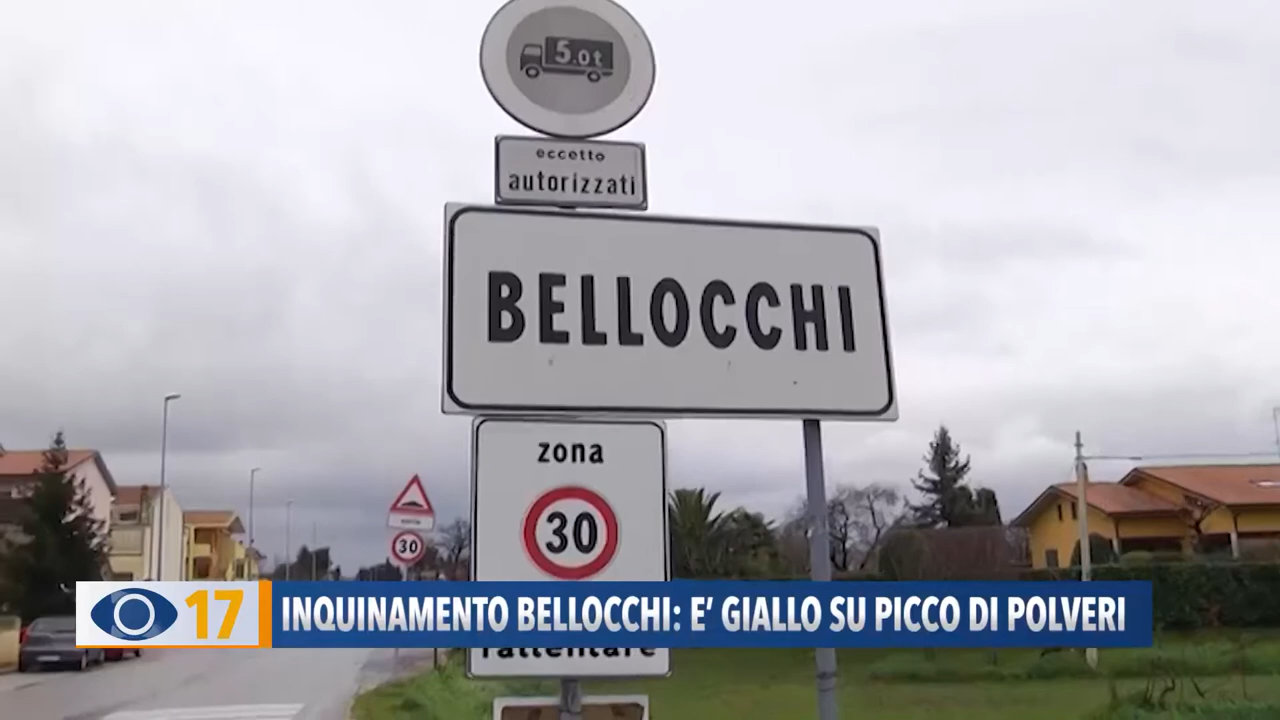 5.0t
eccetto
autorizzati
BELLOCCHI
zona
30
30
17
INQUINAMENTO BELLOCCHI: E' GIALLO SU PICCO DI POLVERI
rallentare